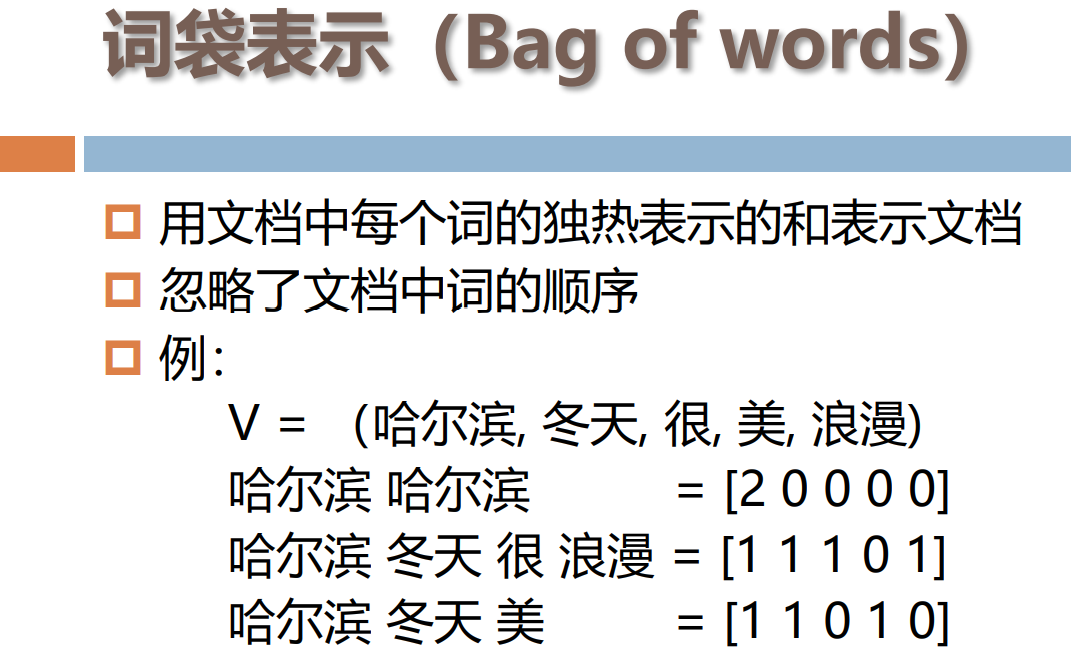 词袋表示（Bag of words）
用文档中每个词的独热表示的和表示文档
忽略了文档中词的顺序
例：
V = （哈尔滨, 冬天, 很, 美, 浪漫）
哈尔滨 哈尔滨 = [2 0 0 0 0]
哈尔滨 冬天 很 浪漫 = [1 1 1 0 1]
哈尔滨 冬天 美 = [1 1 0 1 0]